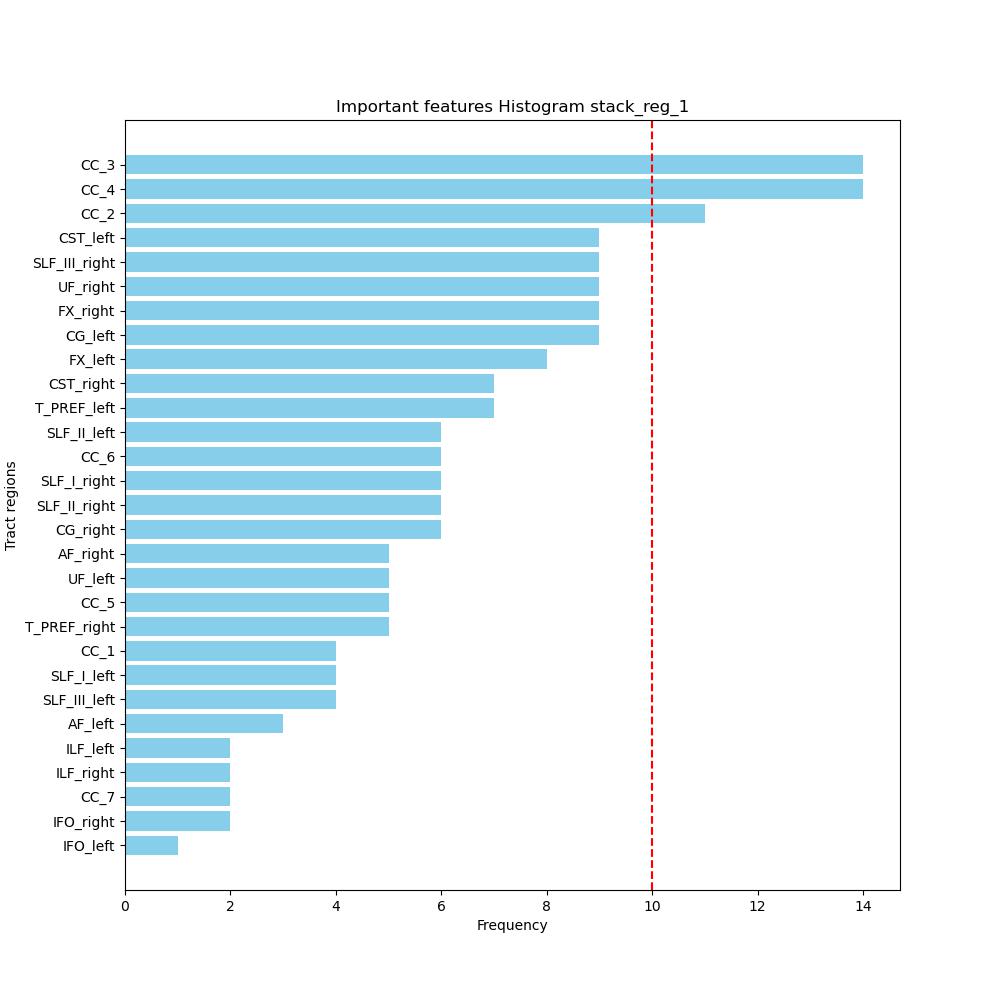 Important features Histogram stack_reg_1
Tract regions
CC_3
CC_4
CC_2
CST_left
SLF_III_right
UF_right
FX_right
CG_left
FX_left
CST_right
T_PREF_left
SLF_II_left
CC_6
SLF_I_right
SLF_II_right
CG_right
AF_right
UF_left
CC_5
T_PREF_right
CC_1
SLF_I_left
SLF_III_left
AF_left
ILF_left
ILF_right
CC_7
IFO_right
IFO_left
0 2 4 6 8 10 12 14
Frequency